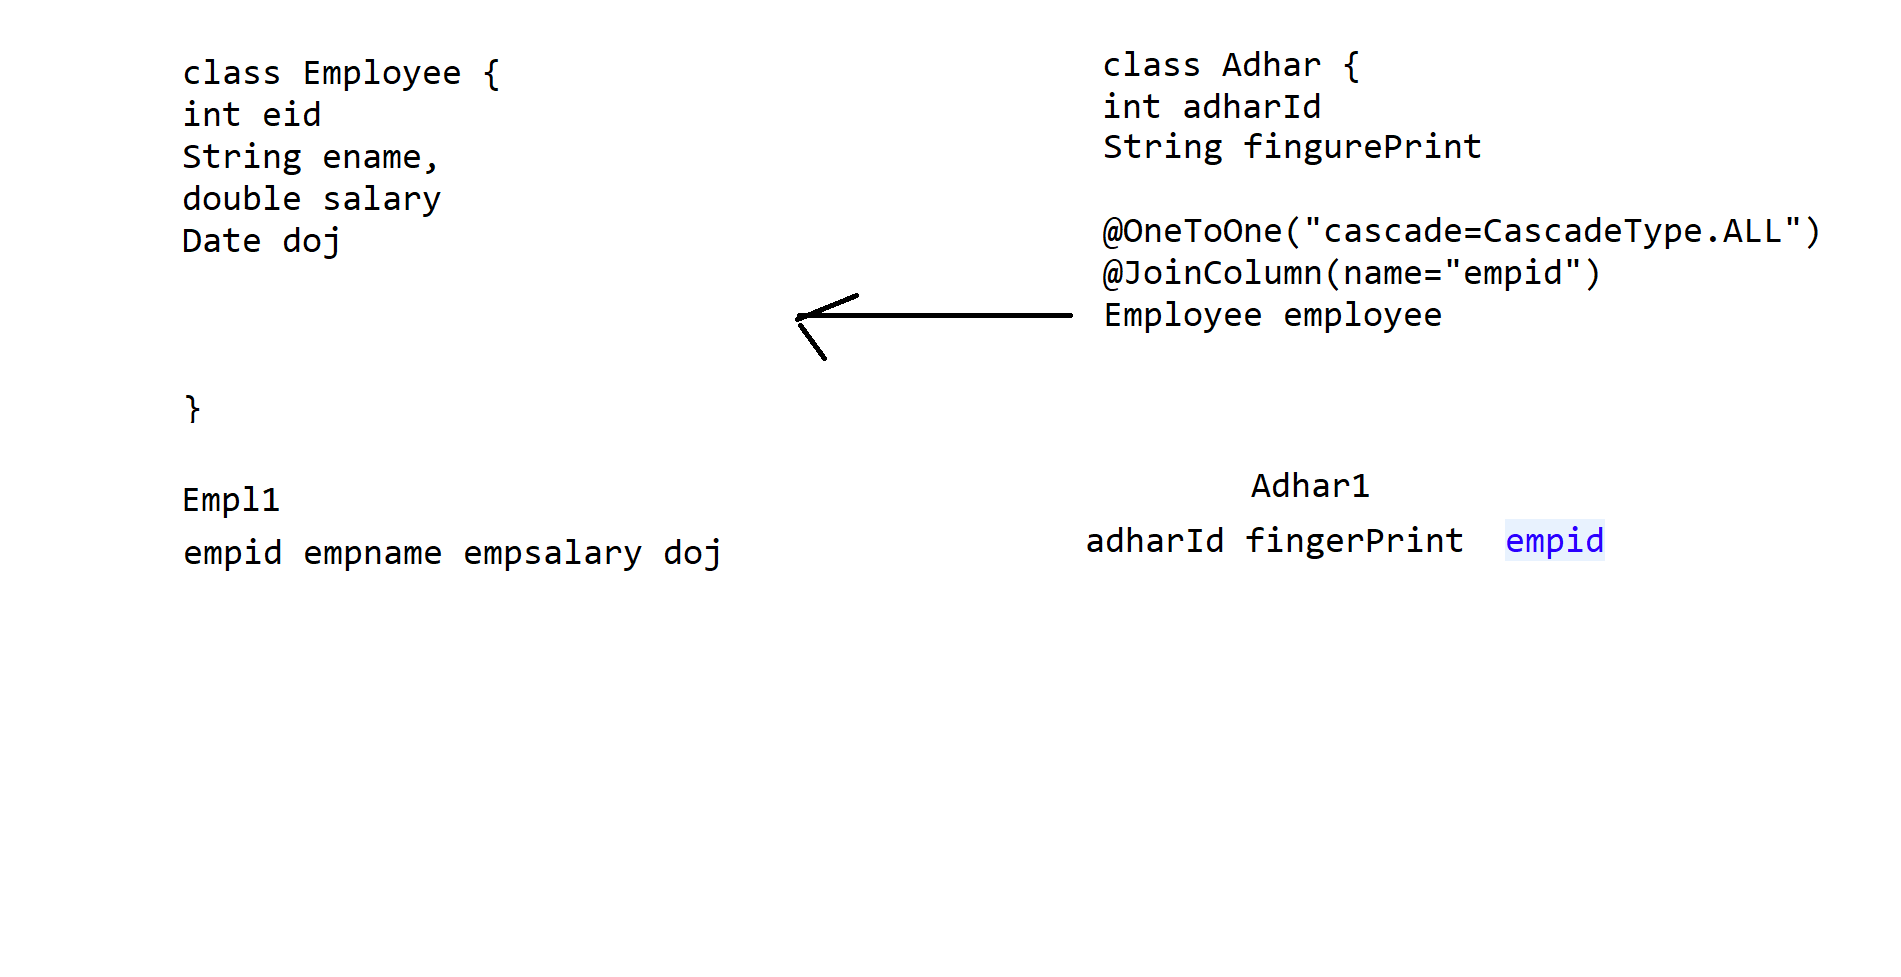 class Employee {
int eid
String ename,
double salary
Date doj
}
Empl1
empid empname empsalary doj
class Adhar {
int adharId
String fingurePrint
@OneToOne("cascade=CascadeType.ALL")
@JoinColumn(name="empid")
Employee employee
Adhar1
adharId fingerPrint empid